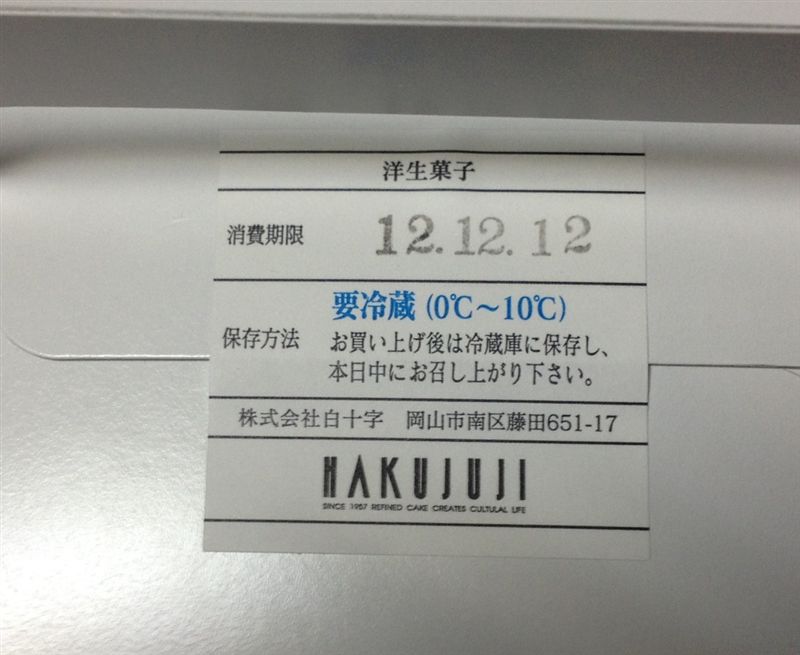 洋生菓子
消費期限 12.12.12
保存方法 要冷蔵 (0℃～10℃)
お買い上げ後は冷蔵庫に保存し、
本日中にお召し上がり下さい。
株式会社白十字 岡山市南区藤田651-17
HAKUJUJI
SINCE 1957 REFINED CAKE CREATES CULTULAL LIFE